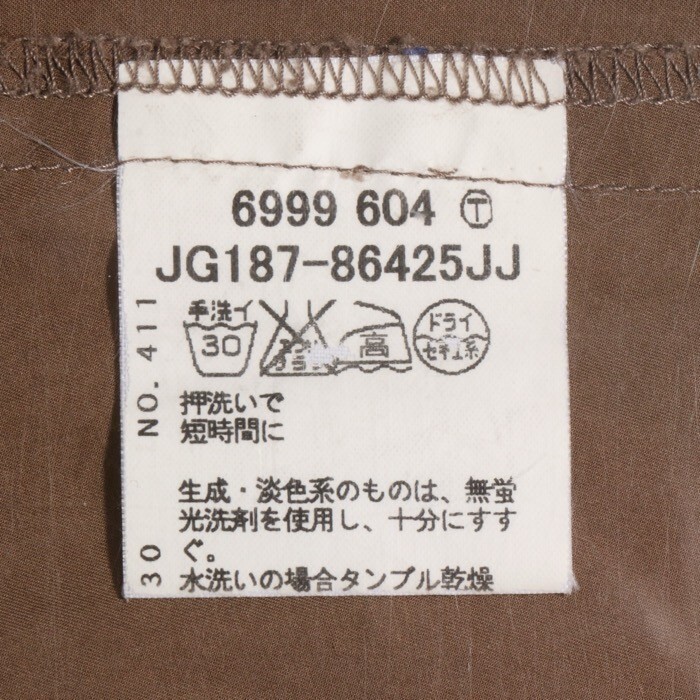 6999 604 Ⓣ
JG187-86425JJ
手洗イ
30
高
ドライ
セキユ系
押洗いで
短時間に
生成・淡色系のものは、無蛍
光洗剤を使用し、十分にすす
ぐ。
水洗いの場合タンブル乾燥
NO. 411
30